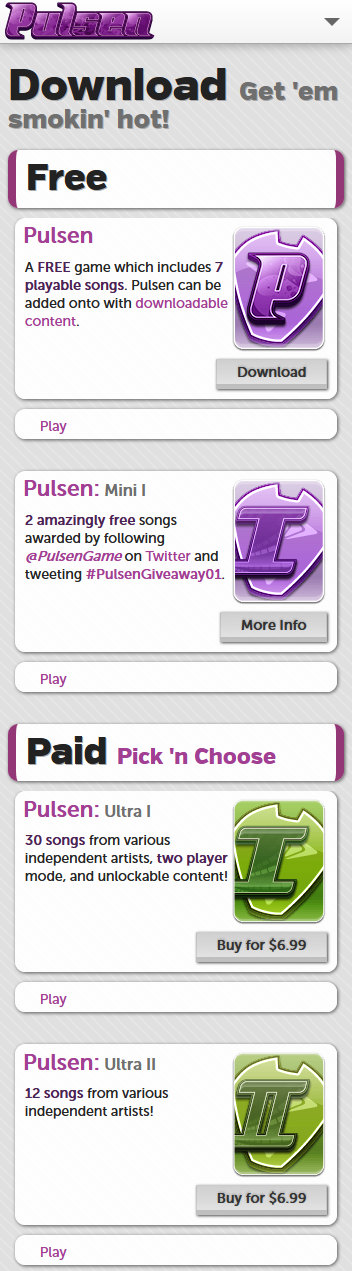 Pulsen
Download Get 'em
smokin' hot!
Free
Pulsen
A FREE game which includes 7
playable songs. Pulsen can be
added onto with downloadable
content.
P
Download
Play
Pulsen: Mini I
2 amazingly free songs
awarded by following
@PulsenGame on Twitter and
tweeting #PulsenGiveaway01.
I
More Info
Play
Paid Pick 'n Choose
Pulsen: Ultra I
30 songs from various
independent artists, two player
mode, and unlockable content!
I
Buy for $6.99
Play
Pulsen: Ultra II
12 songs from various
independent artists!
II
Buy for $6.99
Play